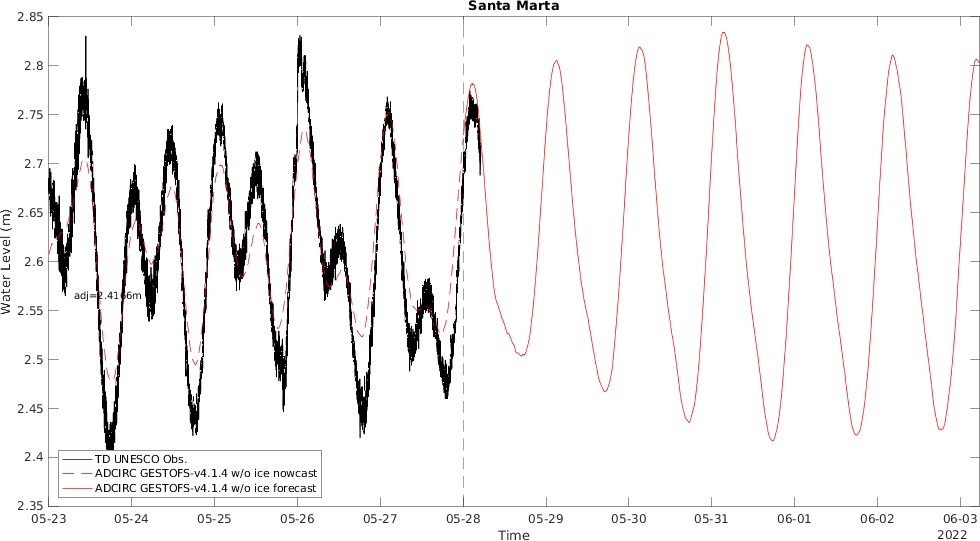 Santa Marta
2.85
2.8
2.75
2.7
2.65
2.6
2.55
2.5
2.45
2.4
2.35
Water Level (m)
adj=2.4166m
TD UNESCO Obs.
ADCIRC GESTOFS-v4.1.4 w/o ice nowcast
ADCIRC GESTOFS-v4.1.4 w/o ice forecast
05-23 05-24 05-25 05-26 05-27 05-28 05-29 05-30 05-31 06-01 06-02 06-03
Time
2022